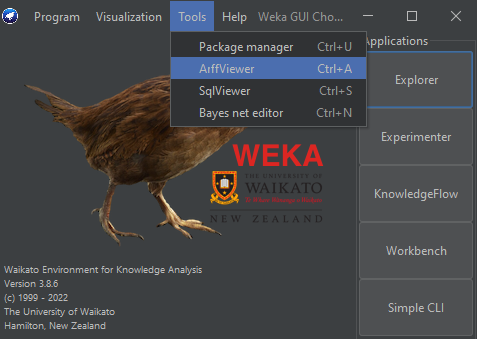 Program Visualization Tools Help Weka GUI Cho...
Applications
Package manager Ctrl+U
ArffViewer Ctrl+A
SqlViewer Ctrl+S
Bayes net editor Ctrl+N
Explorer
Experimenter
KnowledgeFlow
Workbench
Simple CLI
WEKA
THE UNIVERSITY OF
WAIKATO
NEW ZEALAND
Waikato Environment for Knowledge Analysis
Version 3.8.6
(c) 1999 - 2022
The University of Waikato
Hamilton, New Zealand